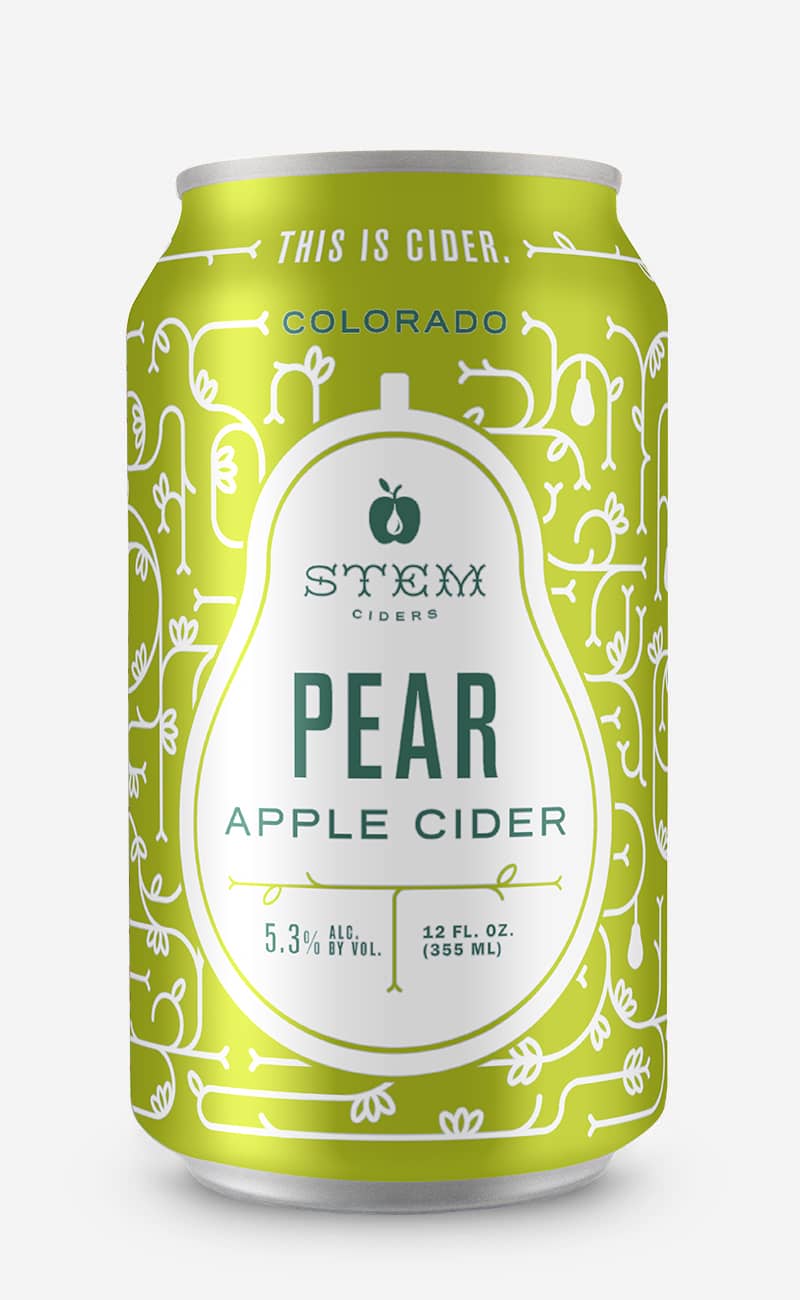 THIS IS CIDER.
COLORADO
STEM
CIDERS
PEAR
APPLE CIDER
5.3% ALC. BY VOL.
12 FL. OZ.
(355 ML)